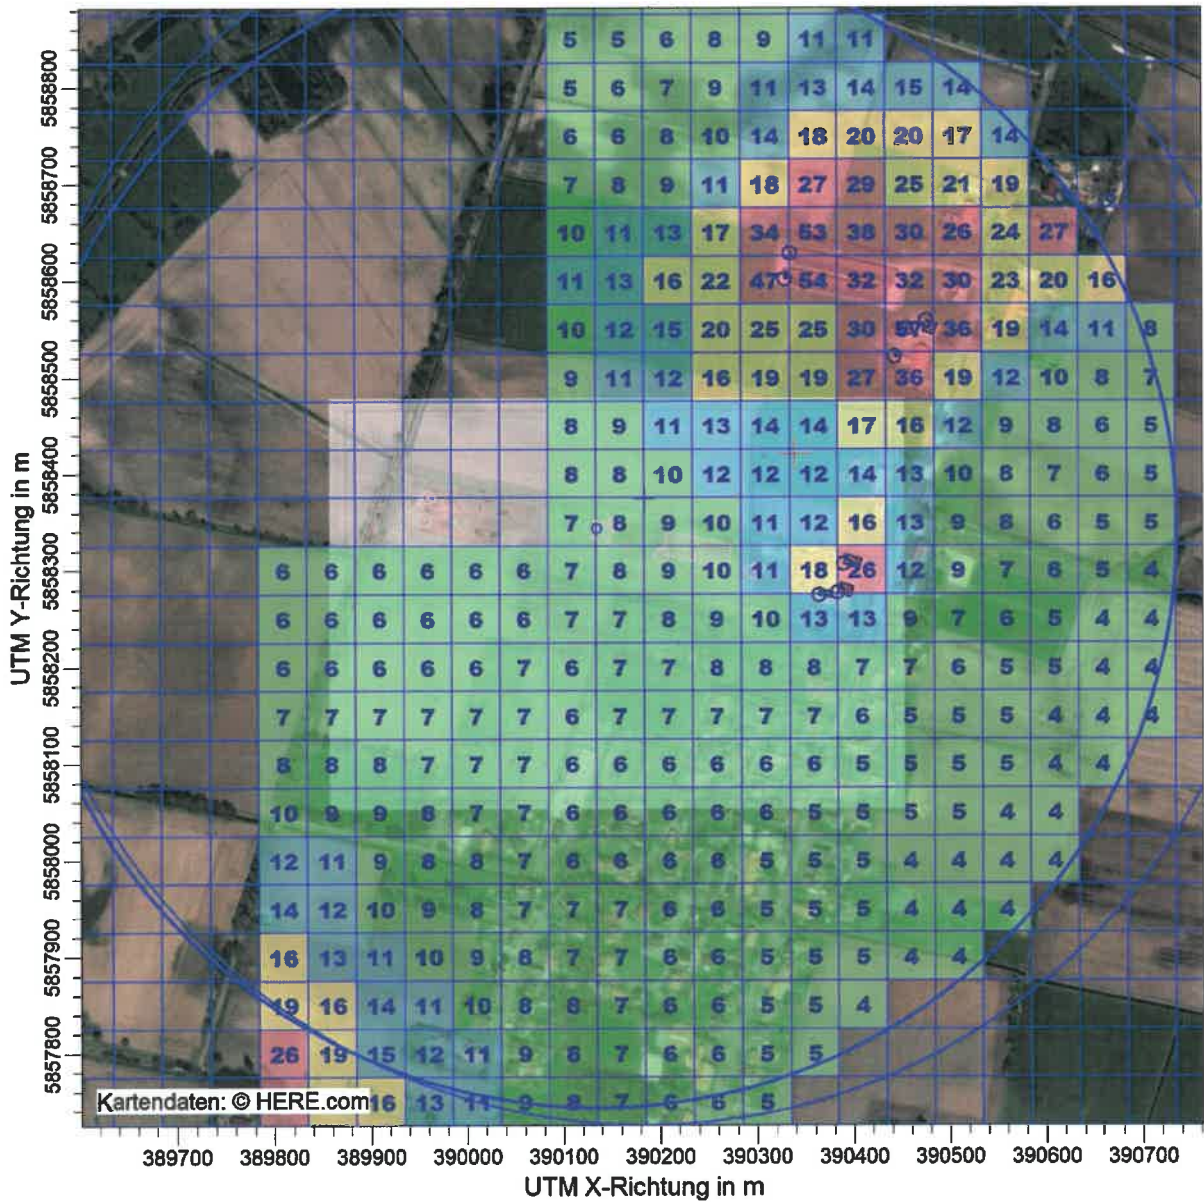 5 5 6 8 9 11 11
5 6 7 9 11 13 14 15 14
6 6 8 10 14 18 20 20 17 14
7 8 9 11 18 27 29 25 21 19
10 11 13 17 34 53 38 30 26 24 27
11 13 16 22 47 54 32 32 30 23 20 16
10 12 15 20 25 25 30 57 36 19 14 11 8
9 11 12 16 19 19 27 36 19 12 10 8 7
8 9 11 13 14 14 17 16 12 9 8 6 5
8 8 10 12 12 12 14 13 10 8 7 6 5
7 8 9 10 11 12 16 13 9 8 6 5 5
6 6 6 6 6 6 7 8 9 10 11 18 26 12 9 7 6 5 4
6 6 6 6 6 6 7 7 8 9 10 13 13 9 7 6 5 4 4
6 6 6 6 6 7 6 7 7 8 8 8 7 7 6 5 5 4 4
7 7 7 7 7 7 6 7 7 7 7 7 6 5 5 5 4 4 4
8 8 8 7 7 7 6 6 6 6 6 6 5 5 5 5 4 4
10 9 9 8 7 7 6 6 6 6 6 5 5 5 5 4 4
12 11 9 8 8 7 6 6 6 6 5 5 5 4 4 4 4
14 12 10 9 8 7 7 7 6 6 5 5 5 4 4 4
16 13 11 10 9 8 7 7 6 6 5 5 5 4 4
19 16 14 11 10 8 8 7 6 6 5 5 4
26 19 15 12 11 9 8 7 6 6 5 5
16 13 11 9 8 7 6 6 5
Kartendaten: © HERE.com
UTM Y-Richtung in m
5858800
5858700
5858600
5858500
5858400
5858300
5858200
5858100
5858000
5857900
5857800
389700 389800 389900 390000 390100 390200 390300 390400 390500 390600 390700
UTM X-Richtung in m